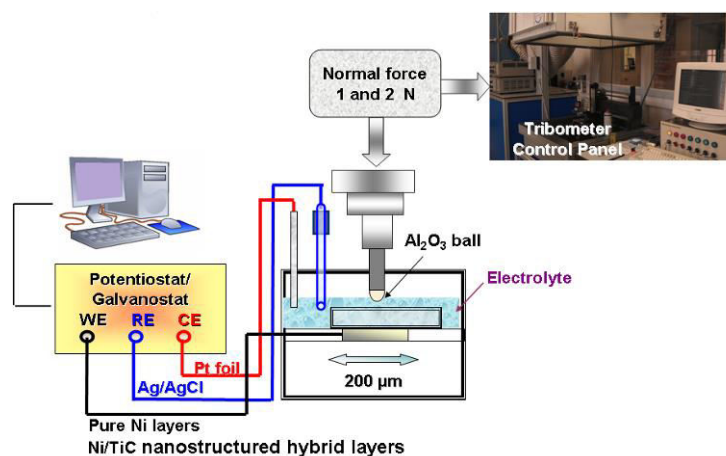 Normal force
1 and 2 N
Tribometer
Control Panel
Al₂O₃ ball
Electrolyte
Potentiostat/
Galvanostat
WE RE CE
Pt foil
Ag/AgCl
200 µm
Pure Ni layers
Ni/TiC nanostructured hybrid layers